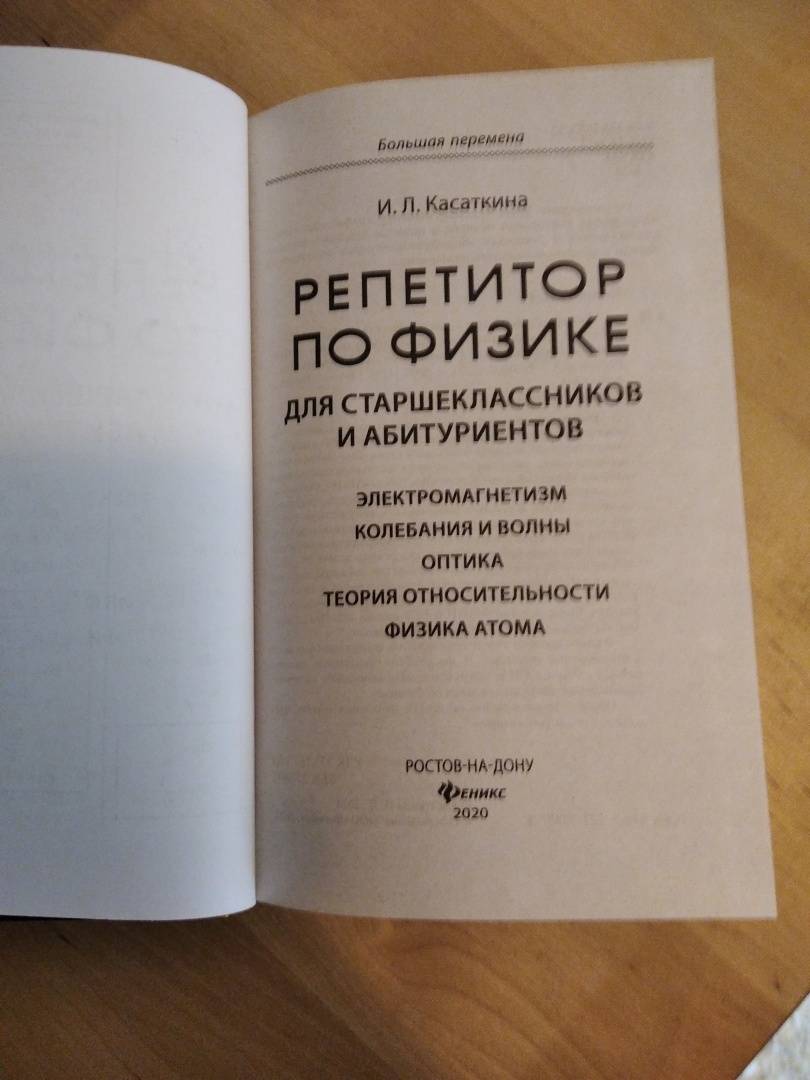 Большая перемена
И. Л. Касаткина
РЕПЕТИТОР
ПО ФИЗИКЕ
ДЛЯ СТАРШЕКЛАССНИКОВ
И АБИТУРИЕНТОВ
ЭЛЕКТРОМАГНЕТИЗМ
КОЛЕБАНИЯ И ВОЛНЫ
ОПТИКА
ТЕОРИЯ ОТНОСИТЕЛЬНОСТИ
ФИЗИКА АТОМА
РОСТОВ-НА-ДОНУ
ФЕНИКС
2020